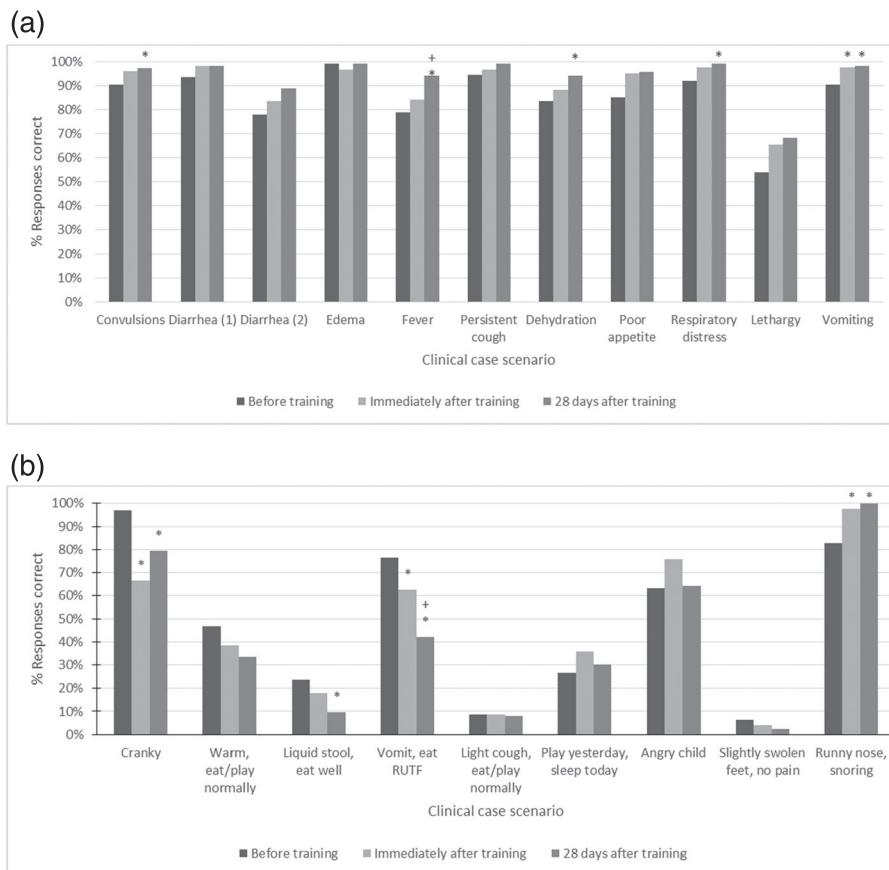 (a)
* * * * * *
+
*
100%
90%
80%
70%
60%
50%
40%
30%
20%
10%
0%
% Responses correct
Convulsions Diarrhea (1) Diarrhea (2) Edema Fever Persistent Dehydration Poor Respiratory Lethargy Vomiting
cough appetite distress
Clinical case scenario
Before training Immediately after training 28 days after training
(b)
* *
100%
90%
80%
70%
60%
50%
40%
30%
20%
10%
0%
% Responses correct
* *
*
+
*
*
Cranky Warm, Liquid stool, Vomit, eat Light cough, Play yesterday, Angry child Slightly swolen Runny nose,
eat/play eat well RUTF eat/play sleep today feet, no pain snoring
normally normally
Clinical case scenario
Before training Immediately after training 28 days after training